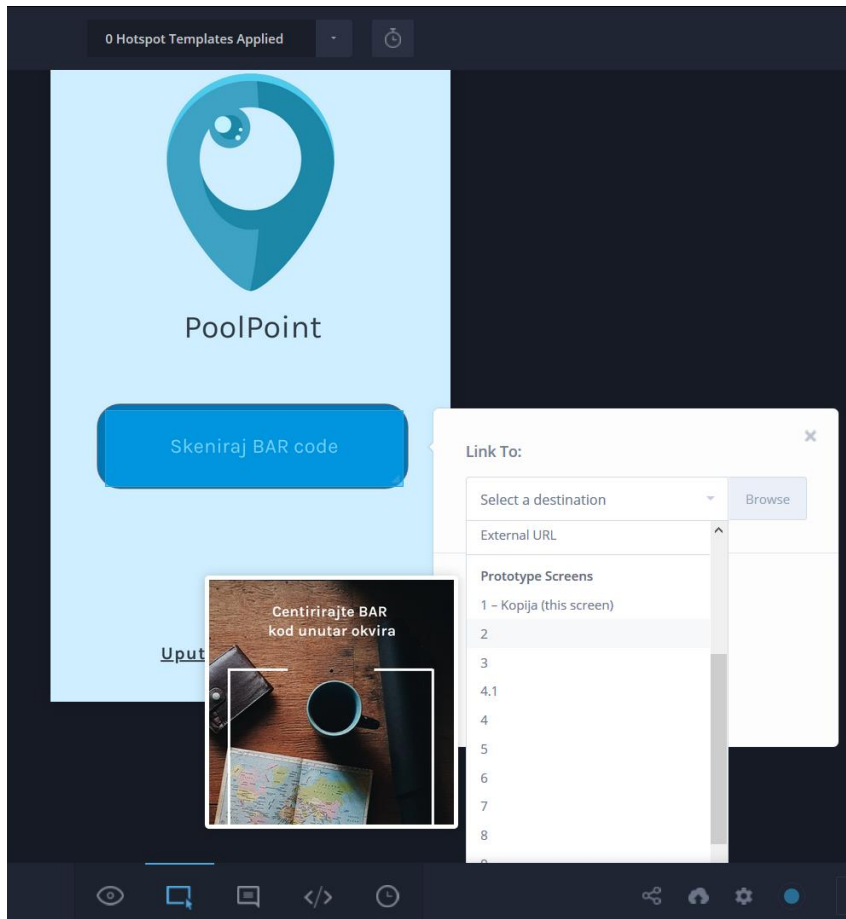 0 Hotspot Templates Applied
PoolPoint
Skeniraj BAR code
Link To:
Select a destination
Browse
External URL
Prototype Screens
1 – Kopija (this screen)
2
3
4.1
4
5
6
7
8
Centirirajte BAR
kod unutar okvira